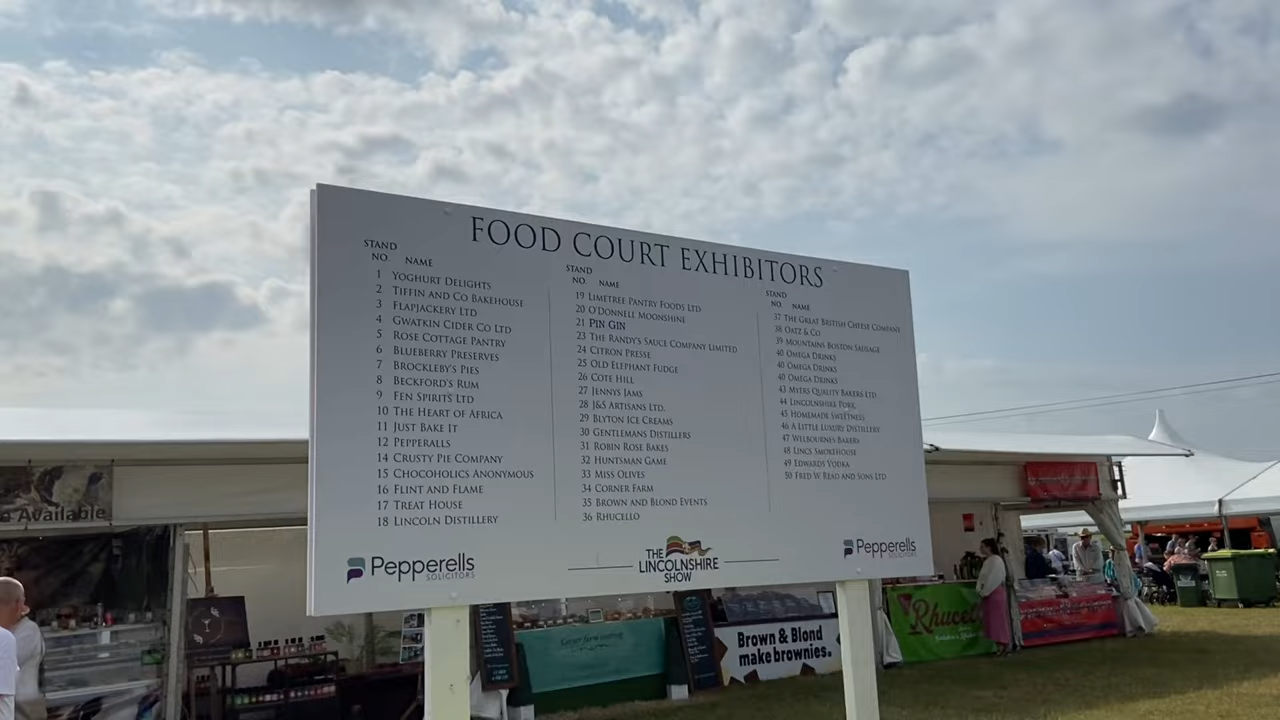 FOOD COURT EXHIBITORS
STAND
NO. NAME
1 YOGHURT DELIGHTS
2 TIFFIN AND CO BAKEHOUSE
3 FLAPJACKERY LTD
4 GWATKIN CIDER CO LTD
5 ROSE COTTAGE PANTRY
6 BLUEBERRY PRESERVES
7 BROCKLEBY'S PIES
8 BECKFORD'S RUM
9 FEN SPIRITS LTD
10 THE HEART OF AFRICA
11 JUST BAKE IT
12 PEPPERALLS
14 CRUSTY PIE COMPANY
15 CHOCOHOLICS ANONYMOUS
16 FLINT AND FLAME
17 TREAT HOUSE
18 LINCOLN DISTILLERY
STAND
NO NAME
19 LIMETREE PANTRY FOODS LTD
20 O'DONNELL MOONSHINE
21 PIN GIN
23 THE RANDY'S SAUCE COMPANY LIMITED
24 CITRON PRESSE
25 OLD ELEPHANT FUDGE
26 COTE HILL
27 JENNYS JAMS
28 J&S ARTISANS LTD.
29 BLYTON ICE CREAMS
30 GENTLEMANS DISTILLERS
31 ROBIN ROSE BAKES
32 HUNTSMAN GAME
33 MISS OLIVES
34 CORNER FARM
35 BROWN AND BLOND EVENTS
36 RHUCELLO
STAND
NO. NAME
37 THE GREAT BRITISH CHEESE COMPANY
38 OATZ & CO
39 MOUNTAINS BOSTON SAUSAGE
40 OMEGA DRINKS
40 OMEGA DRINKS
40 OMEGA DRINKS
43 MYERS QUALITY BAKERS LTD
44 LINCOLNSHIRE PORK
45 HOMEMADE SWEETNESS
46 A LITTLE LUXURY DISTILLERY
47 WELBOURNES BAKERY
48 LINCS SMOKEHOUSE
49 EDWARDS VODKA
50 FRED W READ AND SONS LTD
Pepperells
SOLICITORS
THE
LINCOLNSHIRE
SHOW
Pepperells
SOLICITORS
Available
Brown & Blond
make brownies.
Rhuce